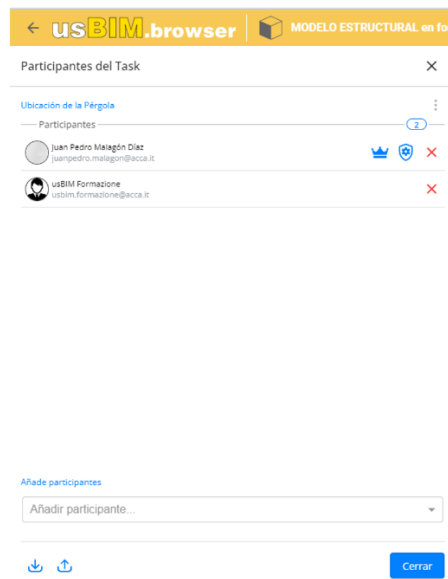 usBIM.browser
MODELO ESTRUCTURAL en fo
Participantes del Task
Ubicación de la Pérgola
Participantes
2
Juan Pedro Malagón Díaz
juanpedro.malagon@acca.it
usBIM Formazione
usbim.formazione@acca.it
Añade participantes
Añadir participante...
Cerrar